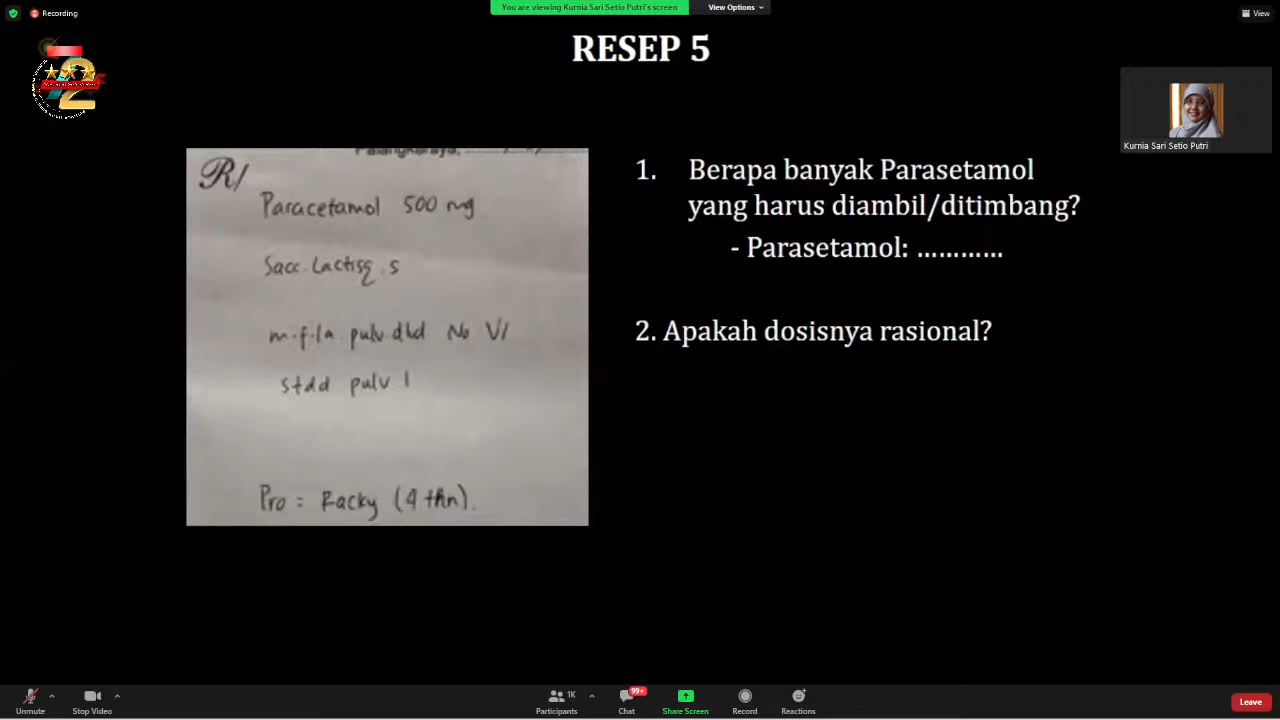 Recording
You are viewing Kurnia Sari Setio Putri's screen
View Options
View
RESEP 5
Kurnia Sari Setio Putri
R/
Paracetamol 500 mg
Sacc. Lactis q.s
m.f.la pulv dtd No VI
Stdd pulv I
Pro = Racky (4 thn).
1. Berapa banyak Parasetamol
yang harus diambil/ditimbang?
- Parasetamol: …………
2. Apakah dosisnya rasional?
Unmute
Stop Video
1K
Participants
99+
Chat
Share Screen
Record
Reactions
Leave